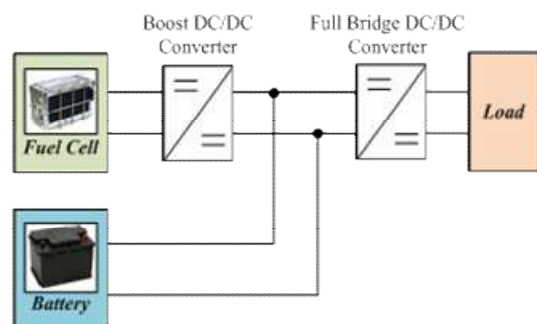 Boost DC/DC
Converter
Full Bridge DC/DC
Converter
Fuel Cell
Load
Battery